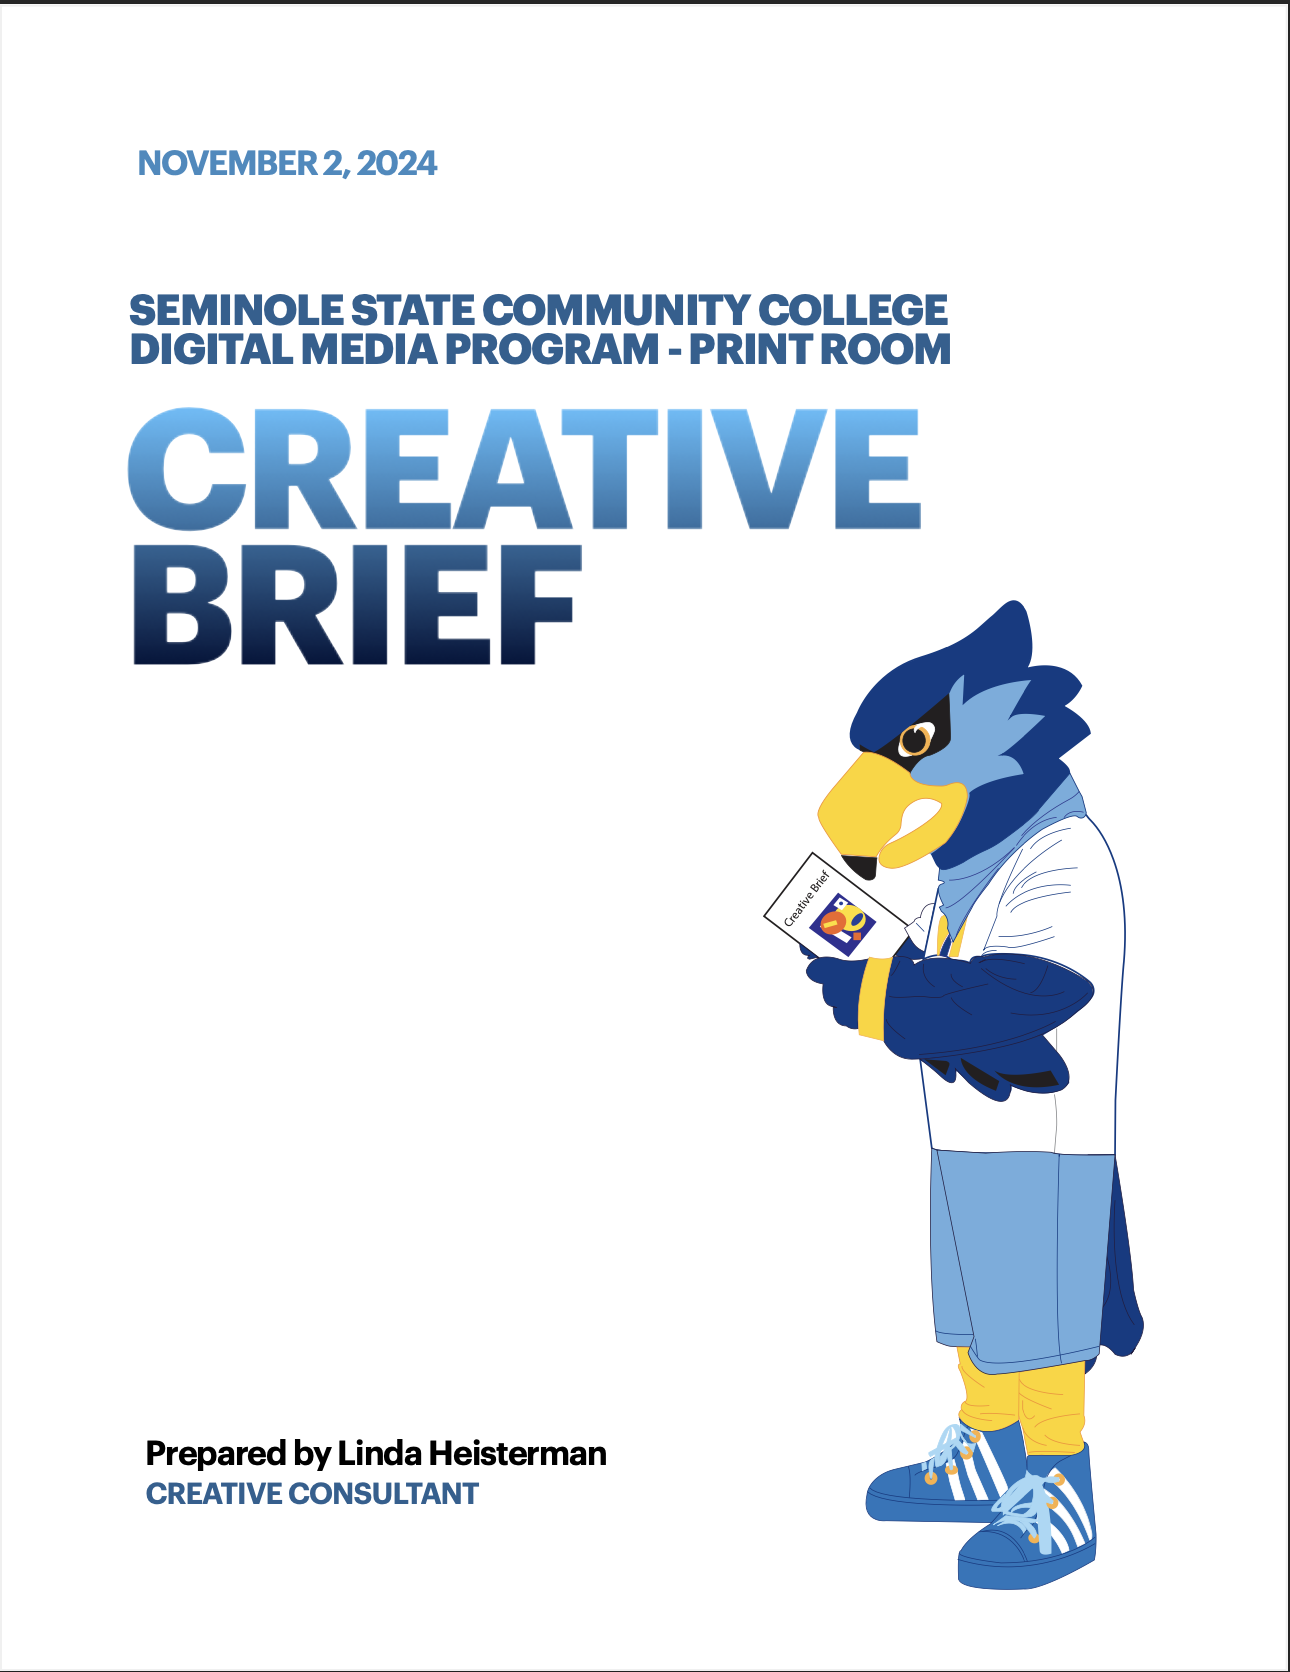 NOVEMBER 2, 2024
SEMINOLE STATE COMMUNITY COLLEGE
DIGITAL MEDIA PROGRAM - PRINT ROOM
CREATIVE
BRIEF
Creative Brief
Prepared by Linda Heisterman
CREATIVE CONSULTANT